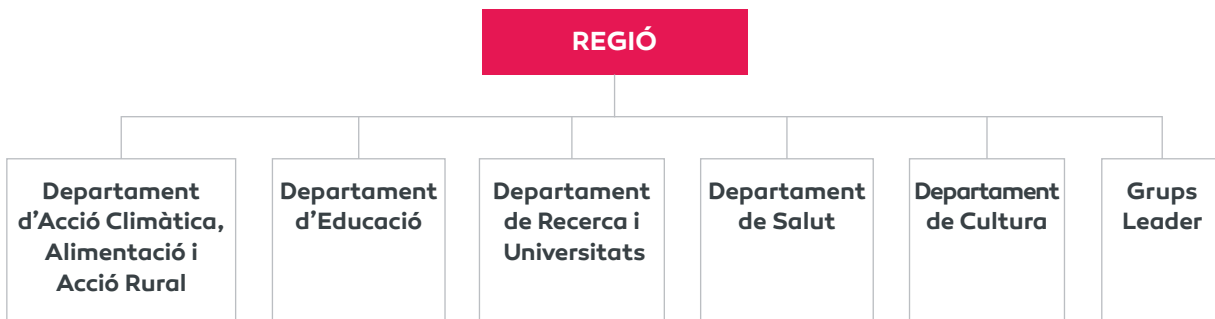 REGIÓ
Departament
d’Acció Climàtica,
Alimentació i
Acció Rural
Departament
d’Educació
Departament
de Recerca i
Universitats
Departament
de Salut
Departament
de Cultura
Grups
Leader